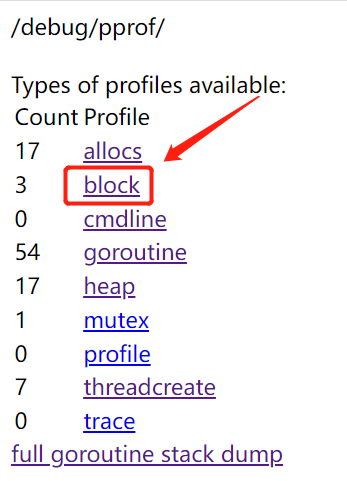 /debug/pprof/
Types of profiles available:
Count Profile
17 allocs
3 block
0 cmdline
54 goroutine
17 heap
1 mutex
0 profile
7 threadcreate
0 trace
full goroutine stack dump